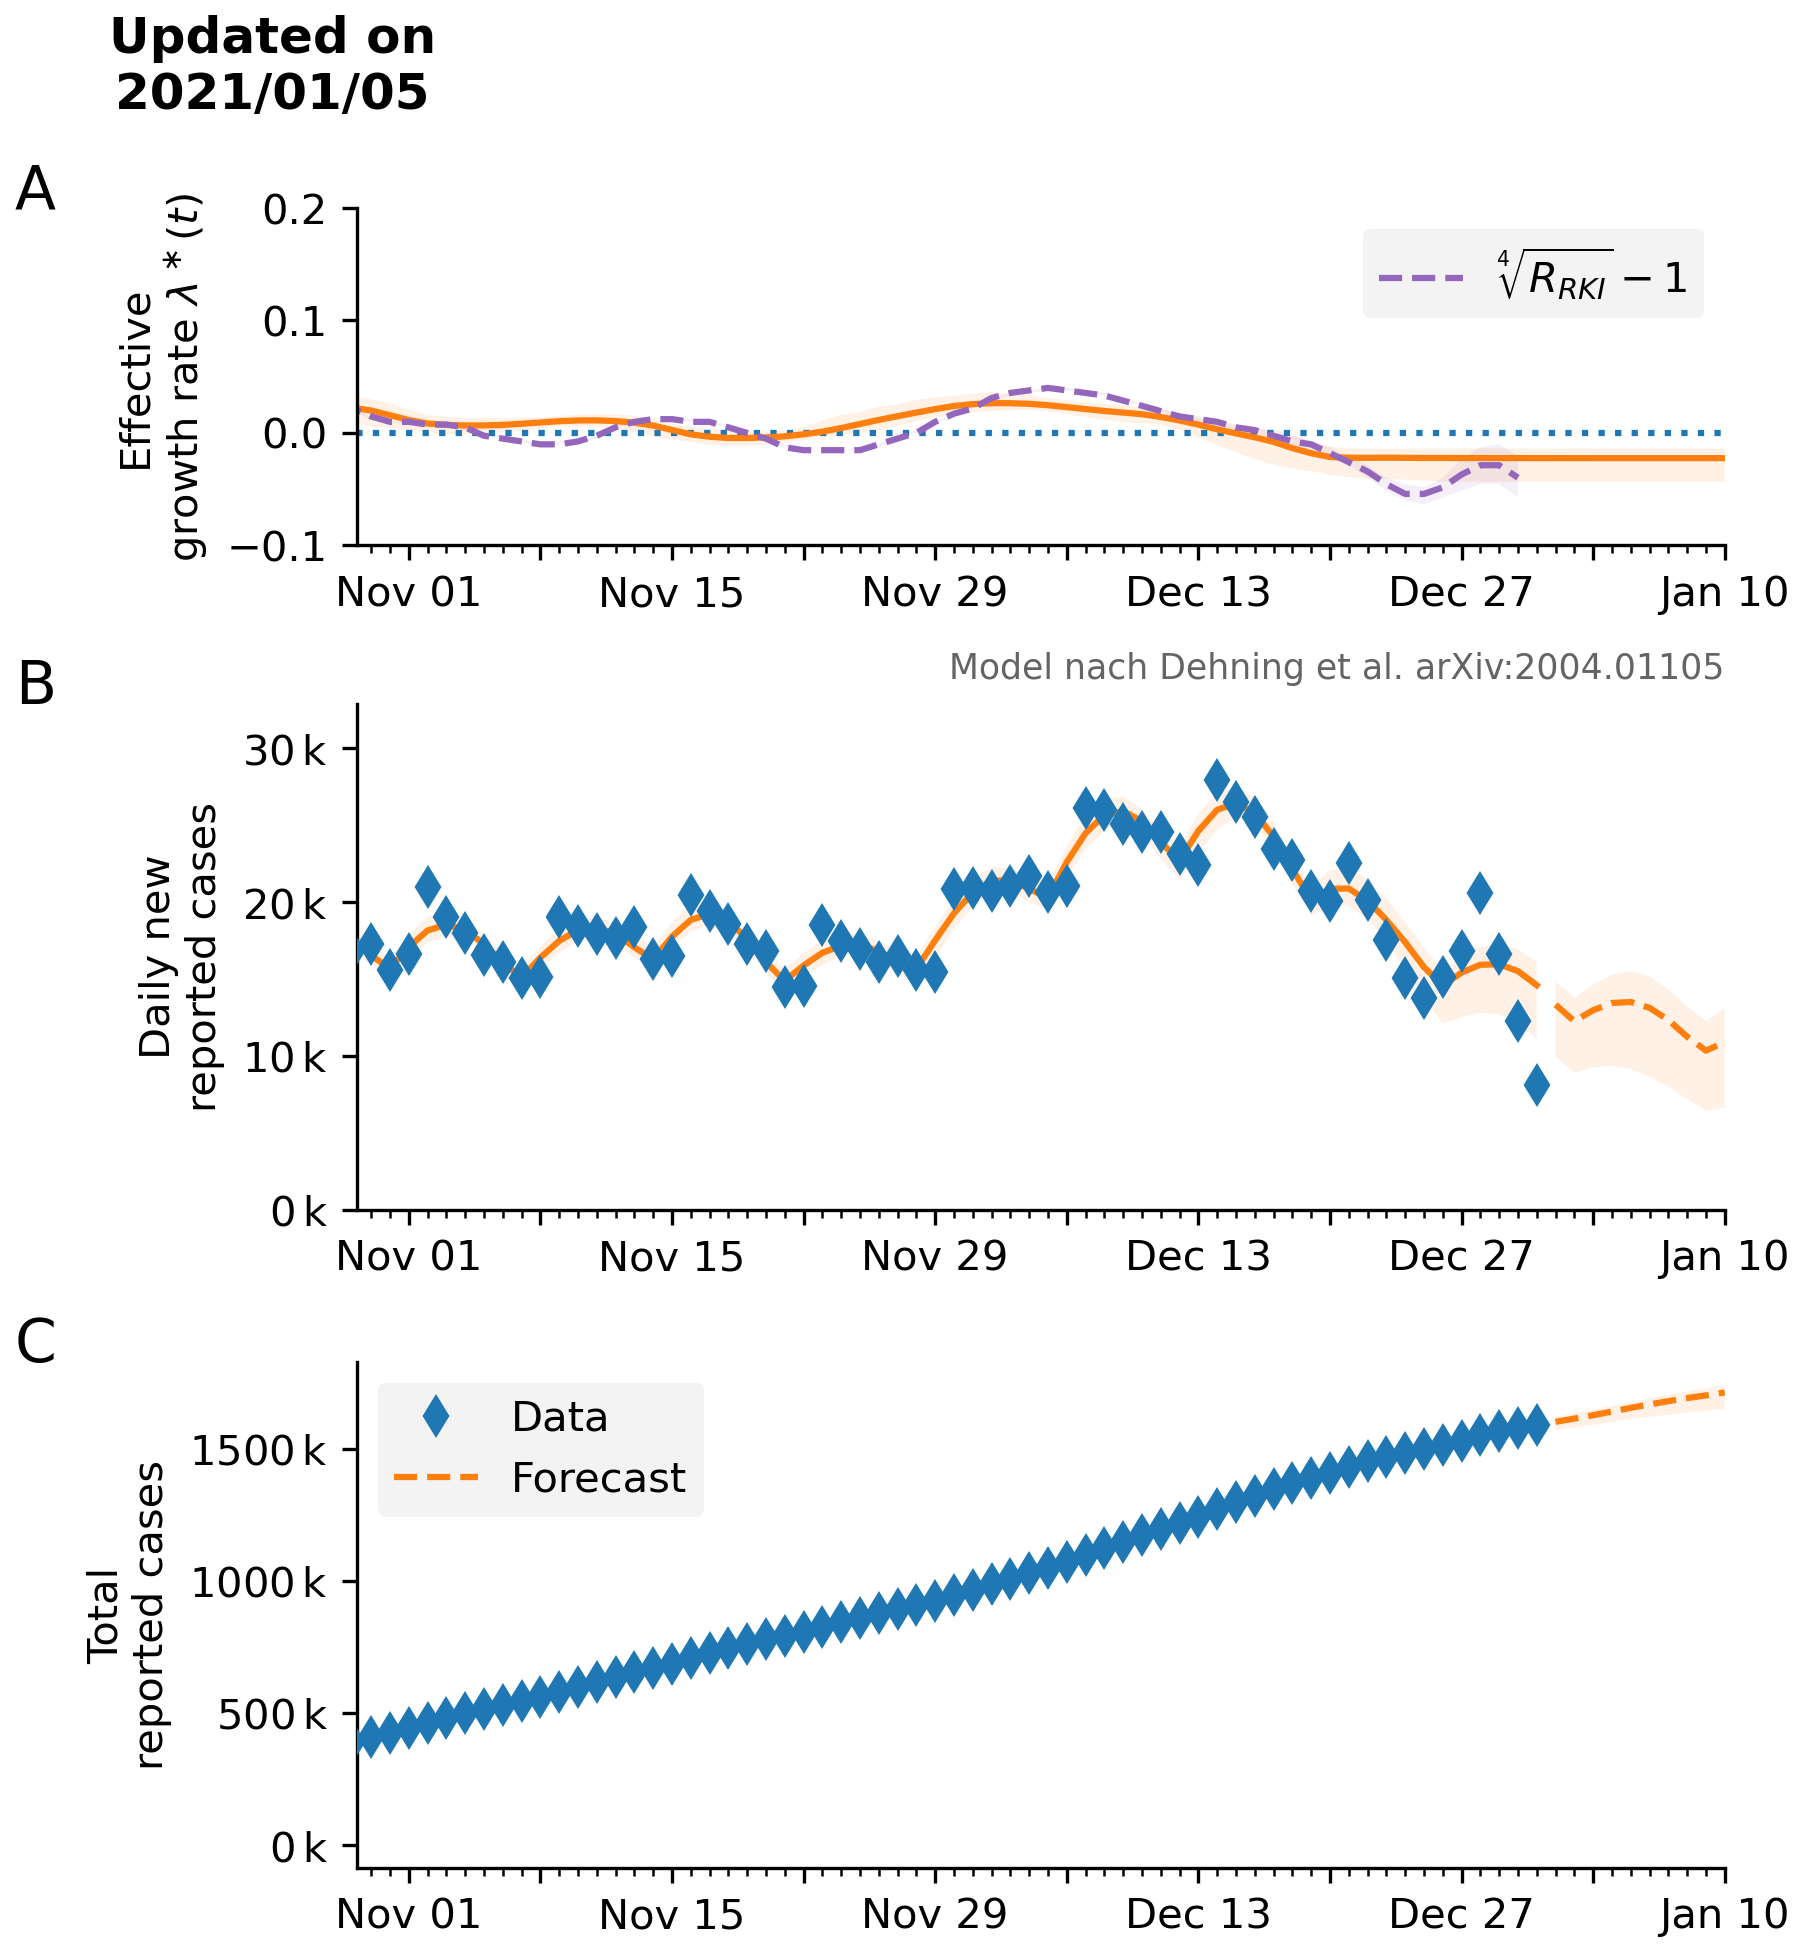 Updated on
2021/01/05
A
Effective
growth rate λ * (t)
0.2
0.1
0.0
−0.1
∜R_RKI − 1
Nov 01 Nov 15 Nov 29 Dec 13 Dec 27 Jan 10
B
Model nach Dehning et al. arXiv:2004.01105
Daily new
reported cases
30 k
20 k
10 k
0 k
Nov 01 Nov 15 Nov 29 Dec 13 Dec 27 Jan 10
C
Total
reported cases
1500 k
1000 k
500 k
0 k
Data
Forecast
Nov 01 Nov 15 Nov 29 Dec 13 Dec 27 Jan 10